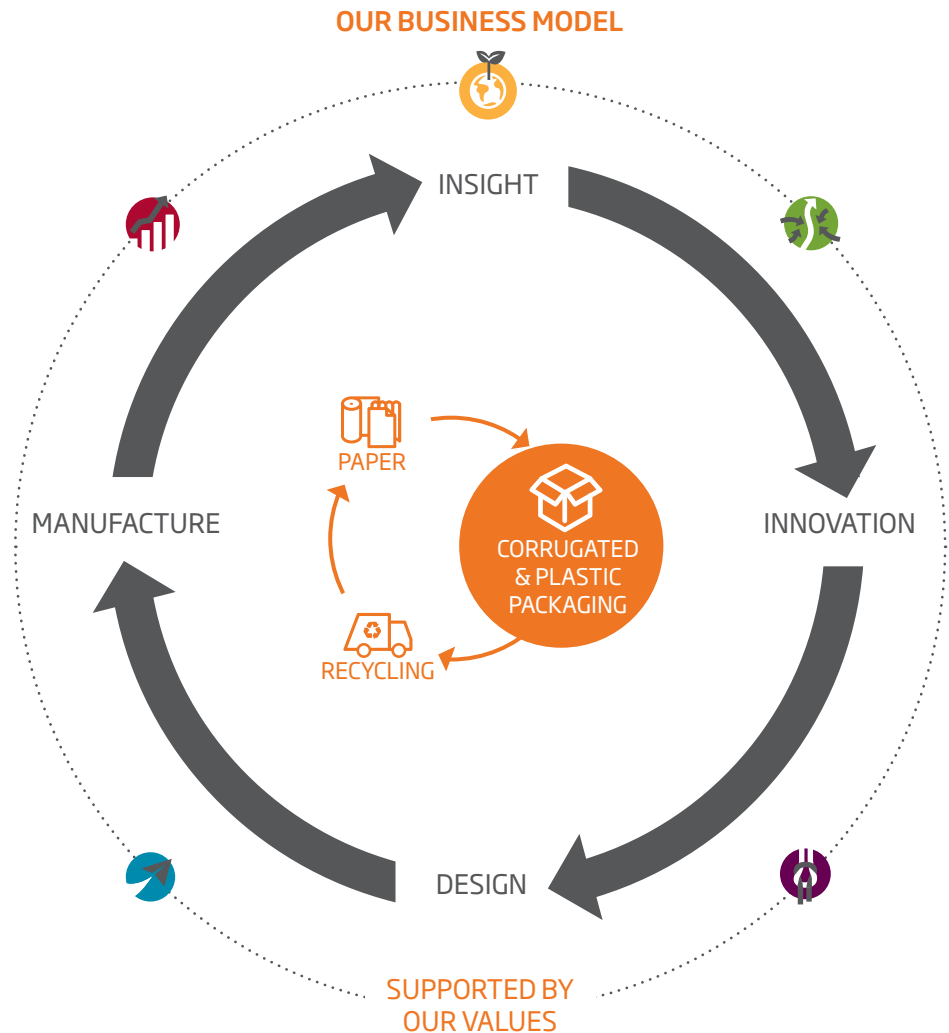 OUR BUSINESS MODEL
INSIGHT
PAPER
MANUFACTURE
INNOVATION
CORRUGATED
& PLASTIC
PACKAGING
RECYCLING
DESIGN
SUPPORTED BY
OUR VALUES